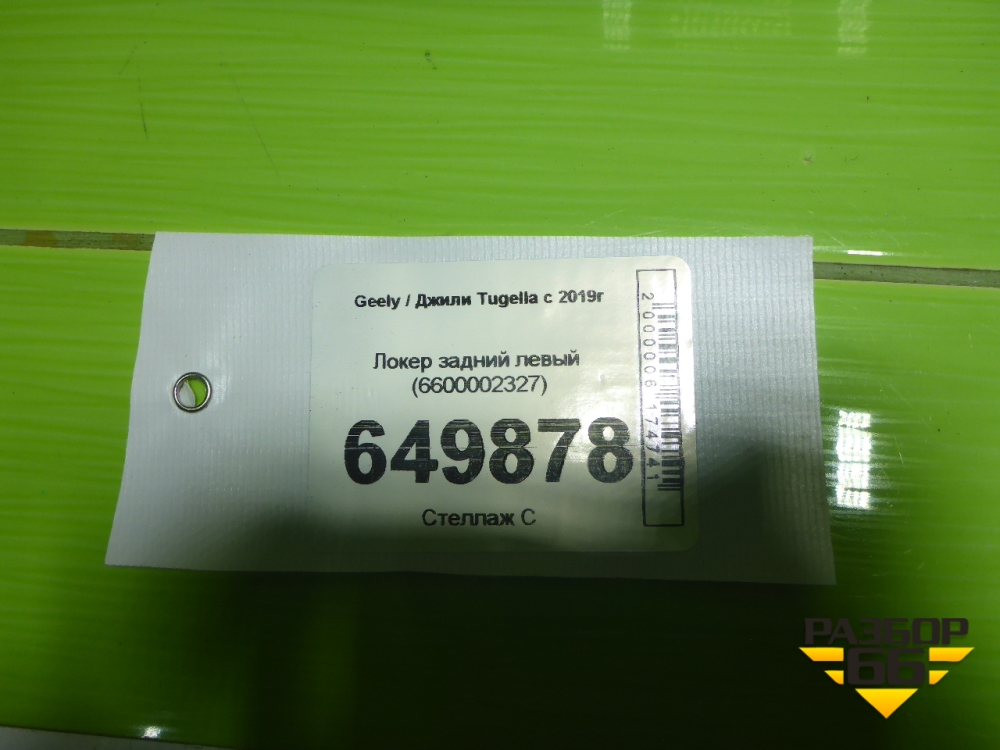 Geely / Джили Tugella с 2019г
Локер задний левый
(6600002327)
649878
Стеллаж С
2000006174741
РАЗБОР
66